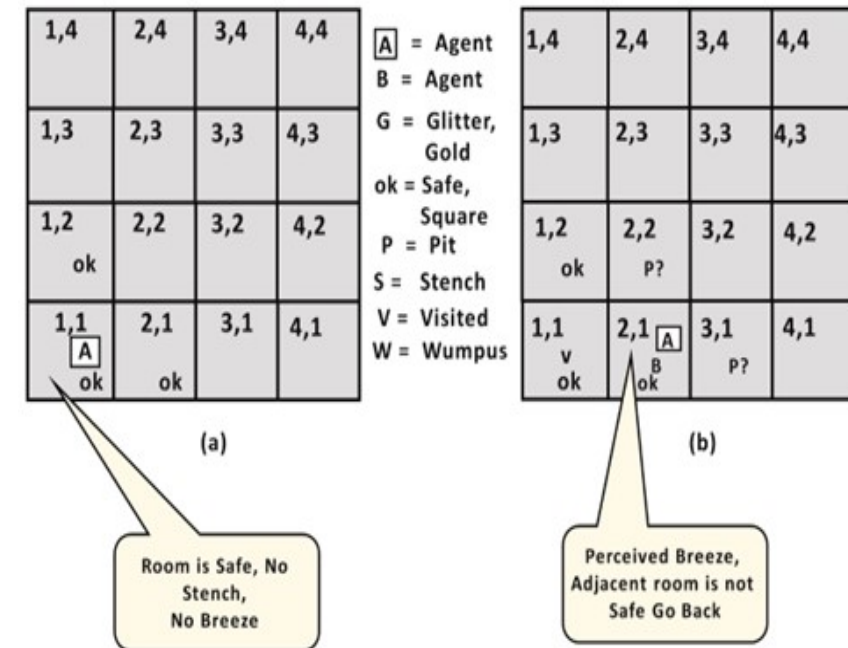 1,4 2,4 3,4 4,4
1,3 2,3 3,3 4,3
1,2 2,2 3,2 4,2
ok
1,1 2,1 3,1 4,1
A
ok ok
(a)
Room is Safe, No
Stench,
No Breeze
A = Agent
B = Agent
G = Glitter,
Gold
ok = Safe,
Square
P = Pit
S = Stench
V = Visited
W = Wumpus
1,4 2,4 3,4 4,4
1,3 2,3 3,3 4,3
1,2 2,2 3,2 4,2
ok P?
1,1 2,1 A 3,1 4,1
v B P?
ok ok
(b)
Perceived Breeze,
Adjacent room is not
Safe Go Back